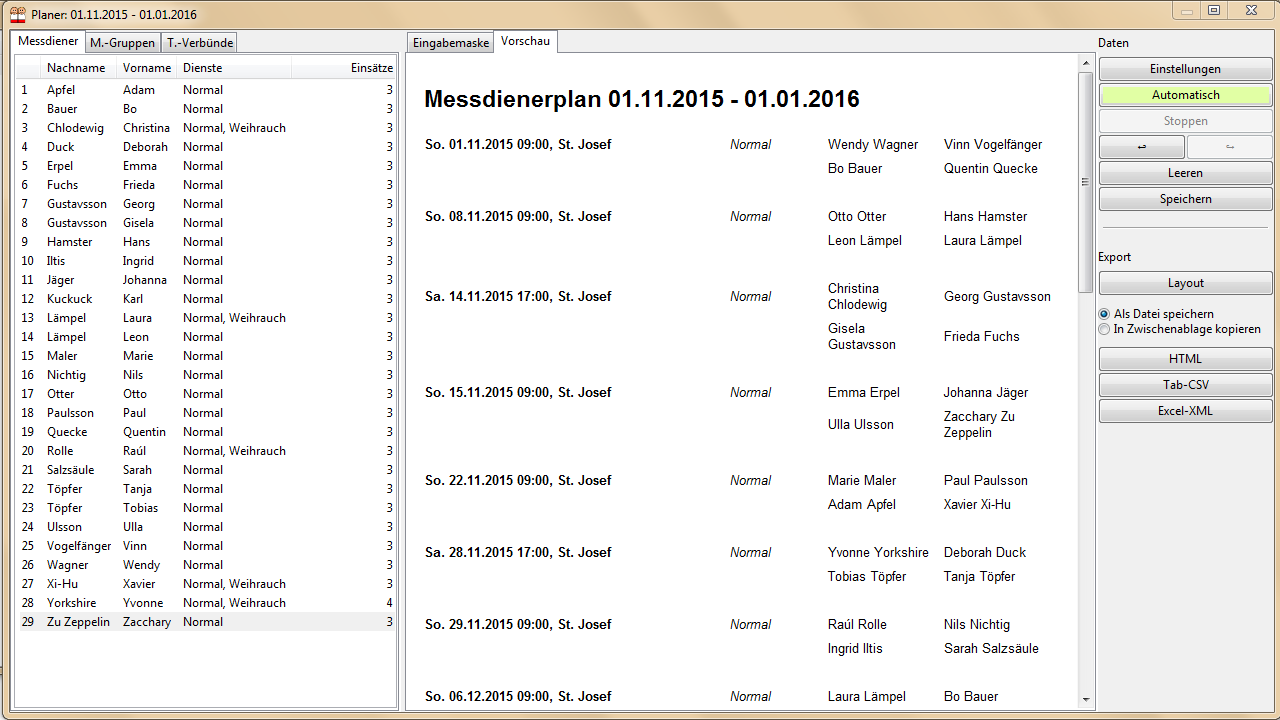 Planer: 01.11.2015 - 01.01.2016
Messdiener M.-Gruppen T.-Verbünde
Nachname Vorname Dienste Einsätze
1 Apfel Adam Normal 3
2 Bauer Bo Normal 3
3 Chlodewig Christina Normal, Weihrauch 3
4 Duck Deborah Normal 3
5 Erpel Emma Normal 3
6 Fuchs Frieda Normal 3
7 Gustavsson Georg Normal 3
8 Gustavsson Gisela Normal 3
9 Hamster Hans Normal 3
10 Iltis Ingrid Normal 3
11 Jäger Johanna Normal 3
12 Kuckuck Karl Normal 3
13 Lämpel Laura Normal, Weihrauch 3
14 Lämpel Leon Normal 3
15 Maler Marie Normal 3
16 Nichtig Nils Normal 3
17 Otter Otto Normal 3
18 Paulsson Paul Normal 3
19 Quecke Quentin Normal 3
20 Rolle Raúl Normal, Weihrauch 3
21 Salzsäule Sarah Normal 3
22 Töpfer Tanja Normal 3
23 Töpfer Tobias Normal 3
24 Ulsson Ulla Normal 3
25 Vogelfänger Vinn Normal 3
26 Wagner Wendy Normal 3
27 Xi-Hu Xavier Normal, Weihrauch 3
28 Yorkshire Yvonne Normal, Weihrauch 4
29 Zu Zeppelin Zacchary Normal 3
Eingabemaske Vorschau
Messdienerplan 01.11.2015 - 01.01.2016
So. 01.11.2015 09:00, St. Josef Normal Wendy Wagner Vinn Vogelfänger
Bo Bauer Quentin Quecke
So. 08.11.2015 09:00, St. Josef Normal Otto Otter Hans Hamster
Leon Lämpel Laura Lämpel
Sa. 14.11.2015 17:00, St. Josef Normal Christina Chlodewig Georg Gustavsson
Gisela Gustavsson Frieda Fuchs
So. 15.11.2015 09:00, St. Josef Normal Emma Erpel Johanna Jäger
Ulla Ulsson Zacchary Zu Zeppelin
So. 22.11.2015 09:00, St. Josef Normal Marie Maler Paul Paulsson
Adam Apfel Xavier Xi-Hu
Sa. 28.11.2015 17:00, St. Josef Normal Yvonne Yorkshire Deborah Duck
Tobias Töpfer Tanja Töpfer
So. 29.11.2015 09:00, St. Josef Normal Raúl Rolle Nils Nichtig
Ingrid Iltis Sarah Salzsäule
So. 06.12.2015 09:00, St. Josef Normal Laura Lämpel Bo Bauer
Daten
Einstellungen
Automatisch
Stoppen
Leeren
Speichern
Export
Layout
Als Datei speichern
In Zwischenablage kopieren
HTML
Tab-CSV
Excel-XML